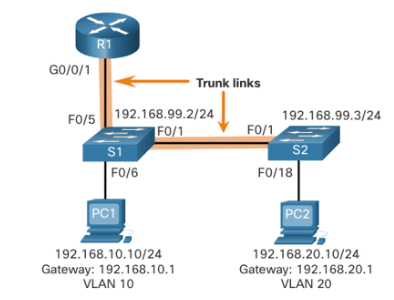 R1
G0/0/1
Trunk links
F0/5
192.168.99.2/24
192.168.99.3/24
F0/1
F0/1
S1
S2
F0/6
F0/18
PC1
PC2
192.168.10.10/24
Gateway: 192.168.10.1
VLAN 10
192.168.20.10/24
Gateway: 192.168.20.1
VLAN 20